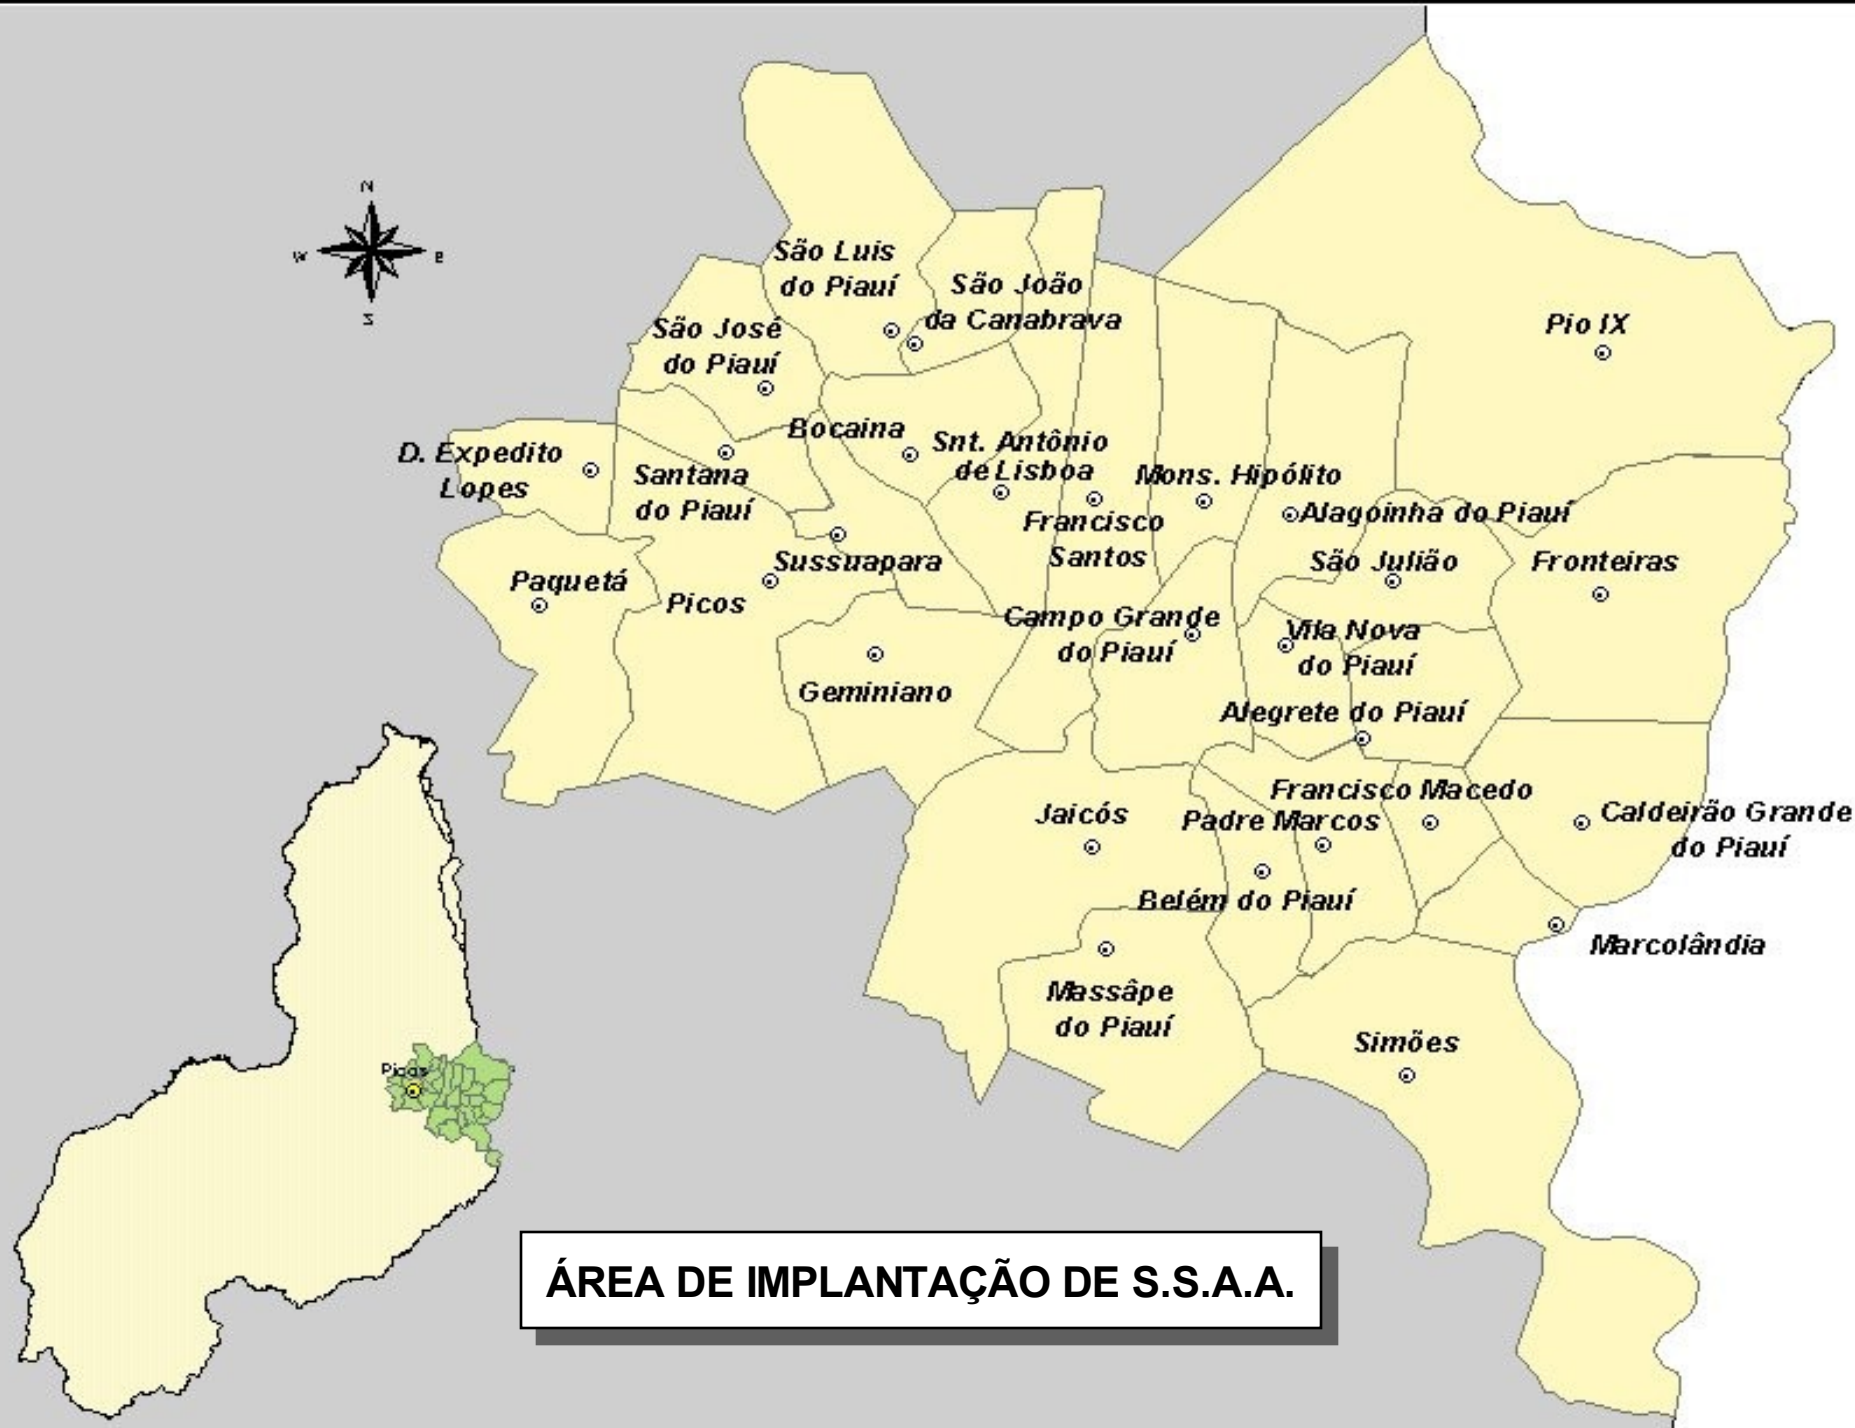 N
W
E
S
São Luis
do Piauí
São João
da Canabrava
Pio IX
São José
do Piauí
Bocaina
D. Expedito
Lopes
Santana
do Piauí
Snt. Antônio
de Lisboa
Mons. Hipólito
Francisco
Santos
Alagoinha do Piauí
São Julião
Fronteiras
Sussuapara
Paquetá
Picos
Campo Grande
do Piauí
Vila Nova
do Piauí
Geminiano
Alegrete do Piauí
Francisco Macedo
Jaicós
Padre Marcos
Caldeirão Grande
do Piauí
Belém do Piauí
Marcolândia
Massâpe
do Piauí
Simões
Picos
ÁREA DE IMPLANTAÇÃO DE S.S.A.A.